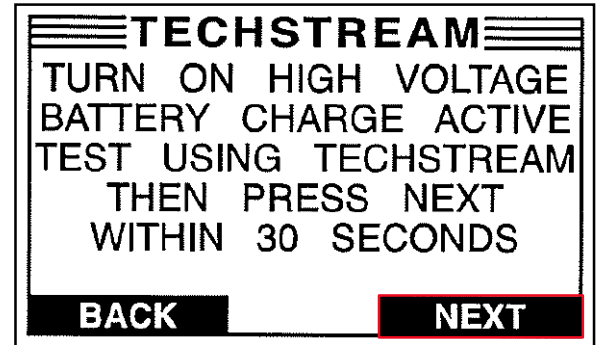 TECHSTREAM
TURN ON HIGH VOLTAGE
BATTERY CHARGE ACTIVE
TEST USING TECHSTREAM
THEN PRESS NEXT
WITHIN 30 SECONDS
BACK NEXT